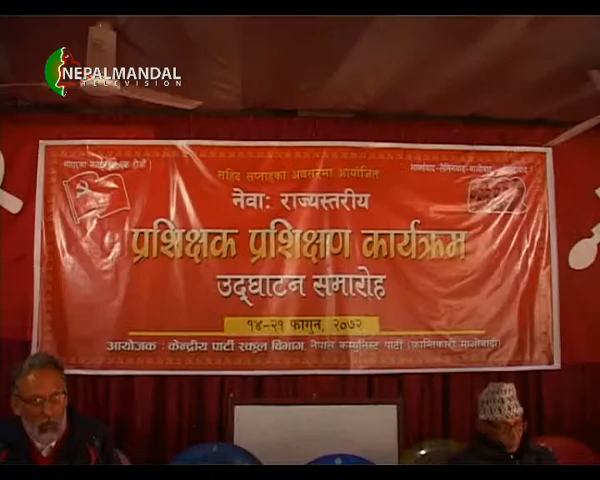 NEPALMANDAL
TELEVISION
सहिद सप्ताहका अवसरमा आयोजित
नेवाः राज्यस्तरीय
प्रशिक्षक प्रशिक्षण कार्यक्रम
उद्घाटन समारोह
१४-२१ फागुन, २०७२
आयोजक : केन्द्रीय पार्टी स्कुल विभाग, नेपाल कम्युनिस्ट पार्टी (क्रान्तिकारी माओवादी)